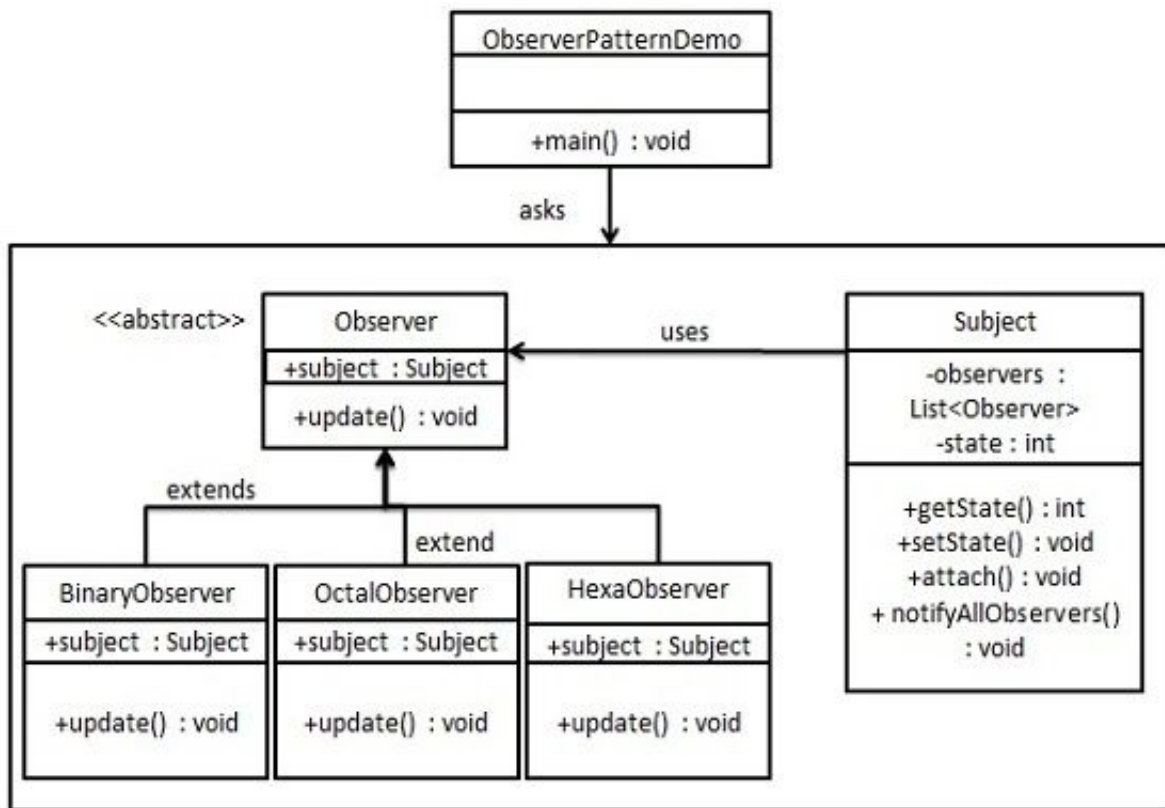 ObserverPatternDemo
+main() : void
asks
<<abstract>>
Observer
+subject : Subject
+update() : void
uses
Subject
-observers :
List<Observer>
-state : int
+getState() : int
+setState() : void
+attach() : void
+ notifyAllObservers()
: void
extends
extend
BinaryObserver
+subject : Subject
+update() : void
OctalObserver
+subject : Subject
+update() : void
HexaObserver
+subject : Subject
+update() : void